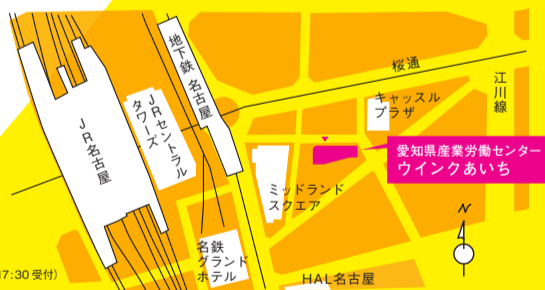 地下鉄 名古屋
JR名古屋
JRセントラル
タワーズ
桜通
江川線
キャッスル
プラザ
愛知県産業労働センター
ウインクあいち
ミッドランド
スクエア
名鉄
グランド
ホテル
HAL名古屋
N
17:30 受付)